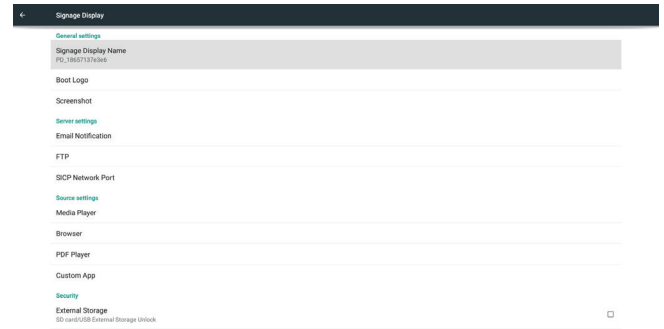 Signage Display
General settings
Signage Display Name
PD_18657137e3e6
Boot Logo
Screenshot
Server settings
Email Notification
FTP
SICP Network Port
Source settings
Media Player
Browser
PDF Player
Custom App
Security
External Storage
SD card/USB External Storage Unlock